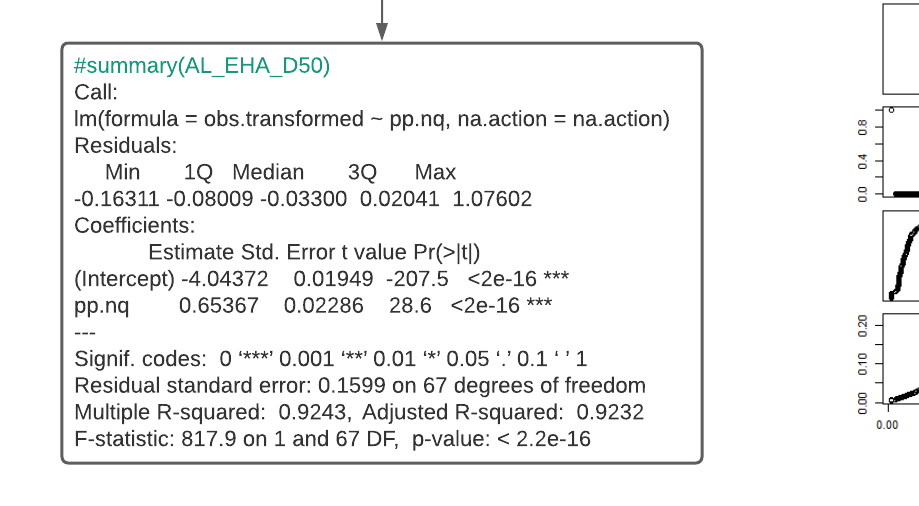 #summary(AL_EHA_D50)
Call:
lm(formula = obs.transformed ~ pp.nq, na.action = na.action)
Residuals:
Min 1Q Median 3Q Max
-0.16311 -0.08009 -0.03300 0.02041 1.07602
Coefficients:
Estimate Std. Error t value Pr(>|t|)
(Intercept) -4.04372 0.01949 -207.5 <2e-16 ***
pp.nq 0.65367 0.02286 28.6 <2e-16 ***
---
Signif. codes: 0 ‘***’ 0.001 ‘**’ 0.01 ‘*’ 0.05 ‘.’ 0.1 ‘ ’ 1
Residual standard error: 0.1599 on 67 degrees of freedom
Multiple R-squared: 0.9243, Adjusted R-squared: 0.9232
F-statistic: 817.9 on 1 and 67 DF, p-value: < 2.2e-16
0.8
0.4
0.0
0.20
0.10
0.00
0.00